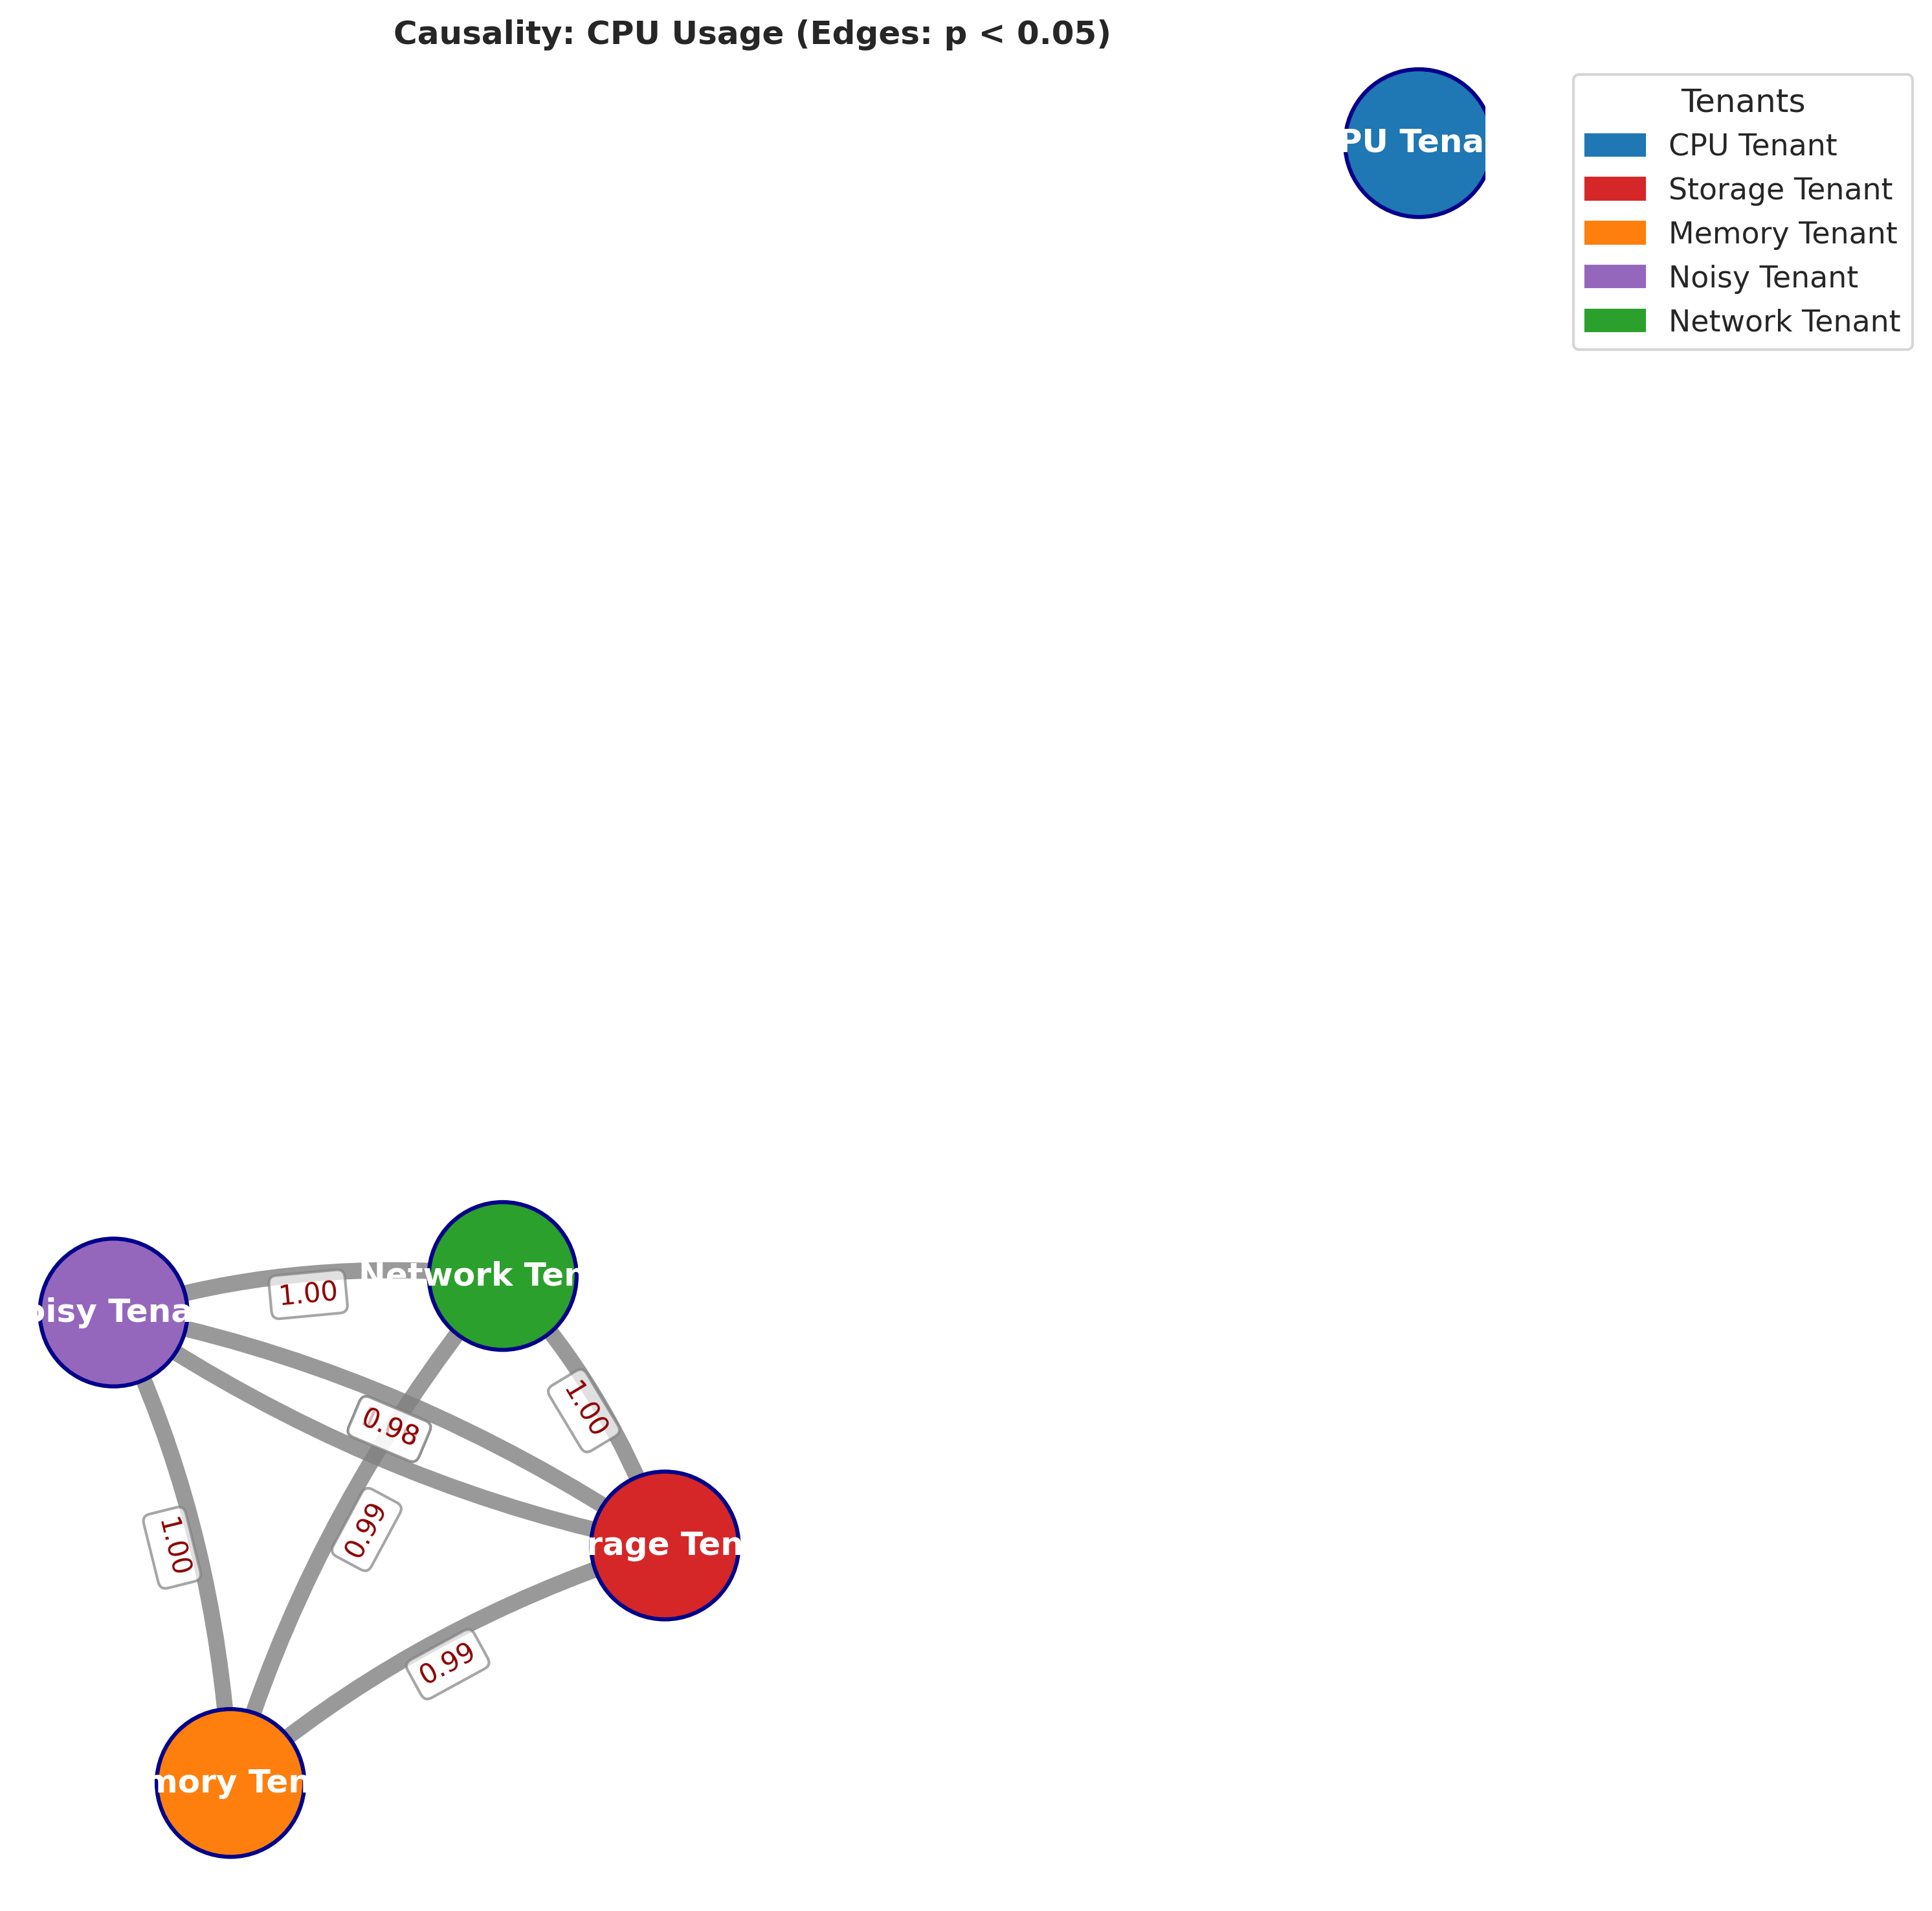 Causality: CPU Usage (Edges: p < 0.05)
PU Tena
Tenants
CPU Tenant
Storage Tenant
Memory Tenant
Noisy Tenant
Network Tenant
Network Ten
1.00
oisy Tena
1.00
0.98
0.99
1.00
rage Ten
0.99
mory Ten